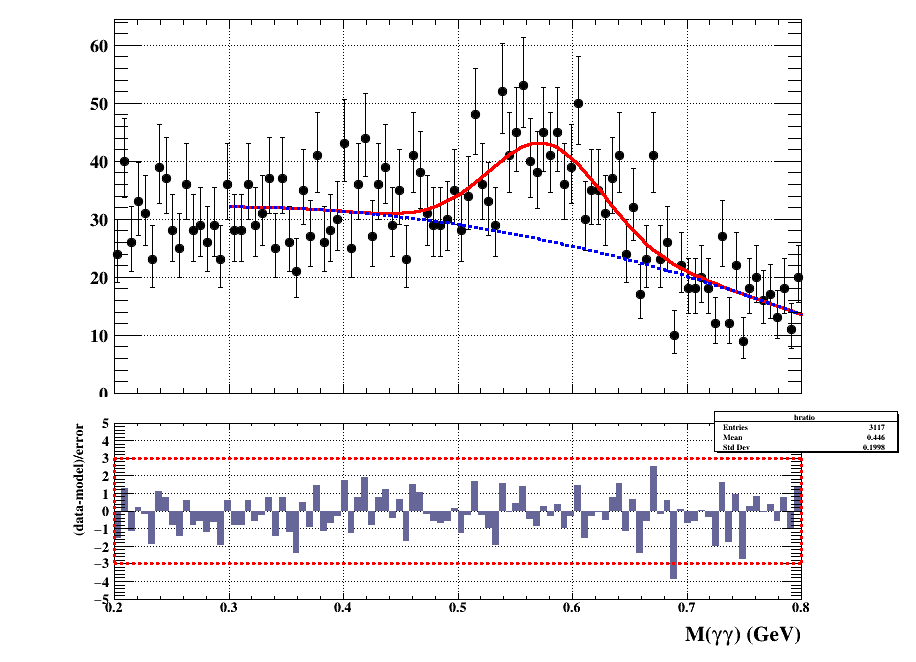 60
50
40
30
20
10
0
hratio
Entries 3117
Mean 0.446
Std Dev 0.1998
(data-model)/error
5
4
3
2
1
0
−1
−2
−3
−4
−5
0.2 0.3 0.4 0.5 0.6 0.7 0.8
M(γγ) (GeV)